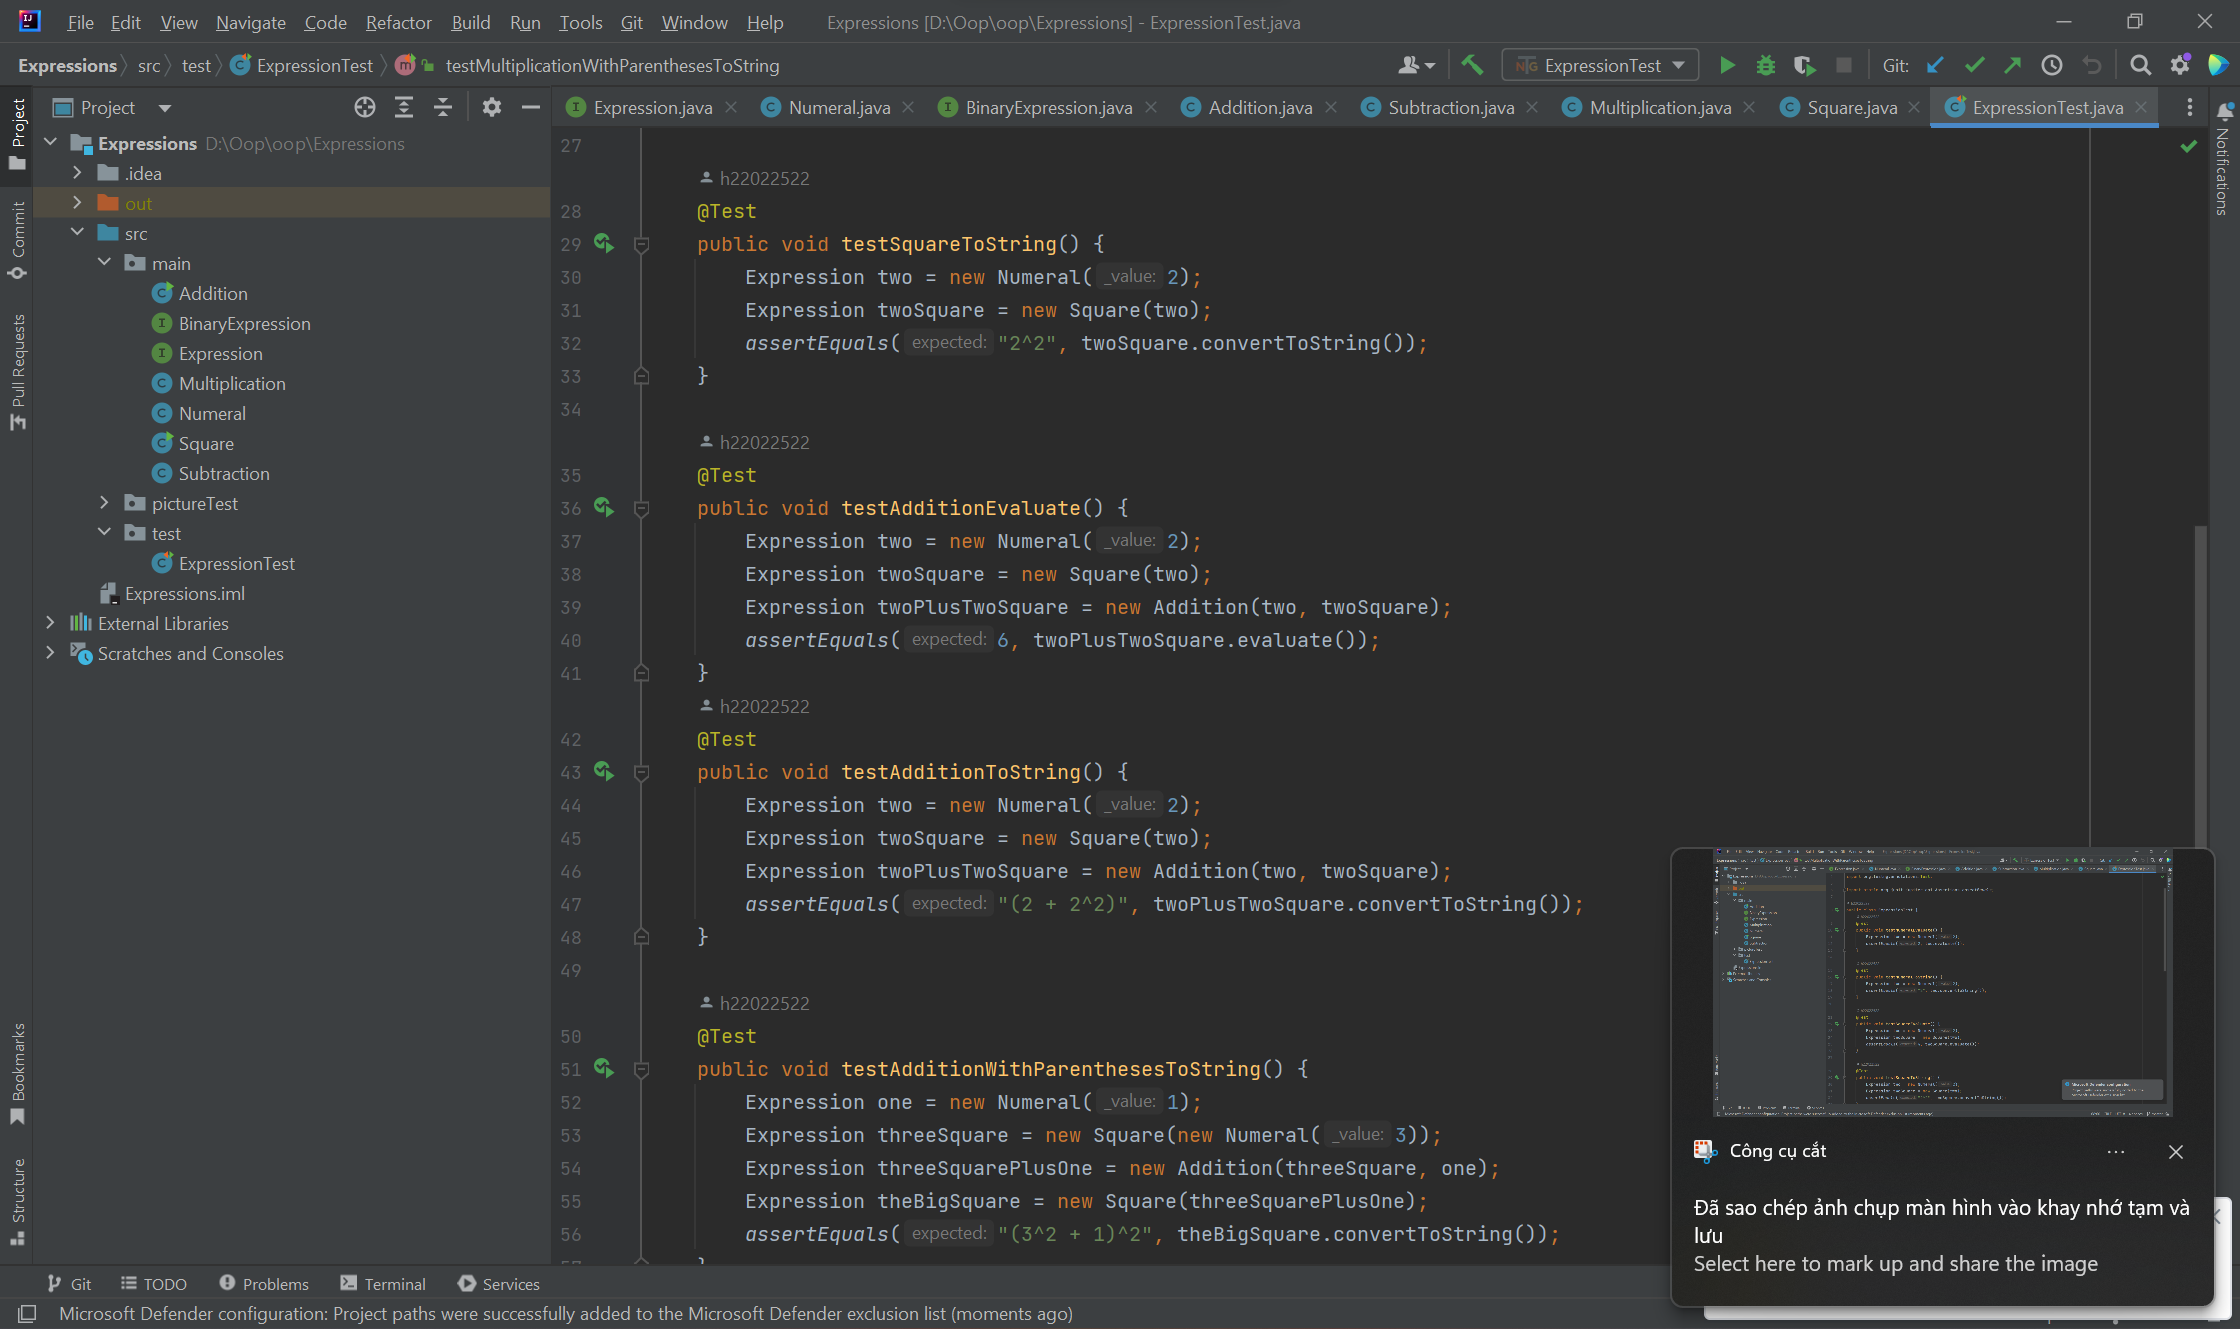 File Edit View Navigate Code Refactor Build Run Tools Git Window Help Expressions [D:\Oop\oop\Expressions] - ExpressionTest.java
Expressions src test ExpressionTest testMultiplicationWithParenthesesToString ExpressionTest Git:
Project
Expression.java Numeral.java BinaryExpression.java Addition.java Subtraction.java Multiplication.java Square.java ExpressionTest.java
Project
Commit
Pull Requests
Bookmarks
Structure
Notifications
Expressions D:\Oop\oop\Expressions
.idea
out
src
main
Addition
BinaryExpression
Expression
Multiplication
Numeral
Square
Subtraction
pictureTest
test
ExpressionTest
Expressions.iml
External Libraries
Scratches and Consoles
27
h22022522
28 @Test
29 public void testSquareToString() {
30 Expression two = new Numeral( _value: 2);
31 Expression twoSquare = new Square(two);
32 assertEquals( expected: "2^2", twoSquare.convertToString());
33 }
34
h22022522
35 @Test
36 public void testAdditionEvaluate() {
37 Expression two = new Numeral( _value: 2);
38 Expression twoSquare = new Square(two);
39 Expression twoPlusTwoSquare = new Addition(two, twoSquare);
40 assertEquals( expected: 6, twoPlusTwoSquare.evaluate());
41 }
h22022522
42 @Test
43 public void testAdditionToString() {
44 Expression two = new Numeral( _value: 2);
45 Expression twoSquare = new Square(two);
46 Expression twoPlusTwoSquare = new Addition(two, twoSquare);
47 assertEquals( expected: "(2 + 2^2)", twoPlusTwoSquare.convertToString());
48 }
49
h22022522
50 @Test
51 public void testAdditionWithParenthesesToString() {
52 Expression one = new Numeral( _value: 1);
53 Expression threeSquare = new Square(new Numeral( _value: 3));
54 Expression threeSquarePlusOne = new Addition(threeSquare, one);
55 Expression theBigSquare = new Square(threeSquarePlusOne);
56 assertEquals( expected: "(3^2 + 1)^2", theBigSquare.convertToString());
Công cụ cắt
Đã sao chép ảnh chụp màn hình vào khay nhớ tạm và
lưu
Select here to mark up and share the image
Git TODO Problems Terminal Services
Microsoft Defender configuration: Project paths were successfully added to the Microsoft Defender exclusion list (moments ago)